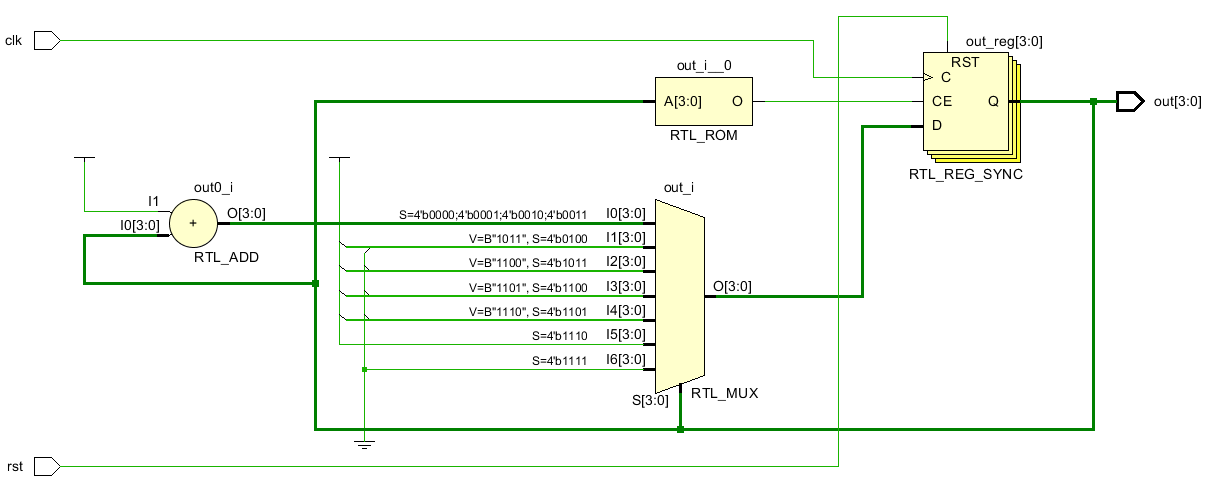 clk
out_reg[3:0]
RST
C
CE
Q
D
RTL_REG_SYNC
out[3:0]
out_i__0
A[3:0]
O
RTL_ROM
out0_i
I1
I0[3:0]
+
O[3:0]
RTL_ADD
out_i
S=4'b0000;4'b0001;4'b0010;4'b0011
I0[3:0]
V=B"1011", S=4'b0100
I1[3:0]
V=B"1100", S=4'b1011
I2[3:0]
V=B"1101", S=4'b1100
I3[3:0]
V=B"1110", S=4'b1101
I4[3:0]
S=4'b1110
I5[3:0]
S=4'b1111
I6[3:0]
O[3:0]
S[3:0]
RTL_MUX
rst